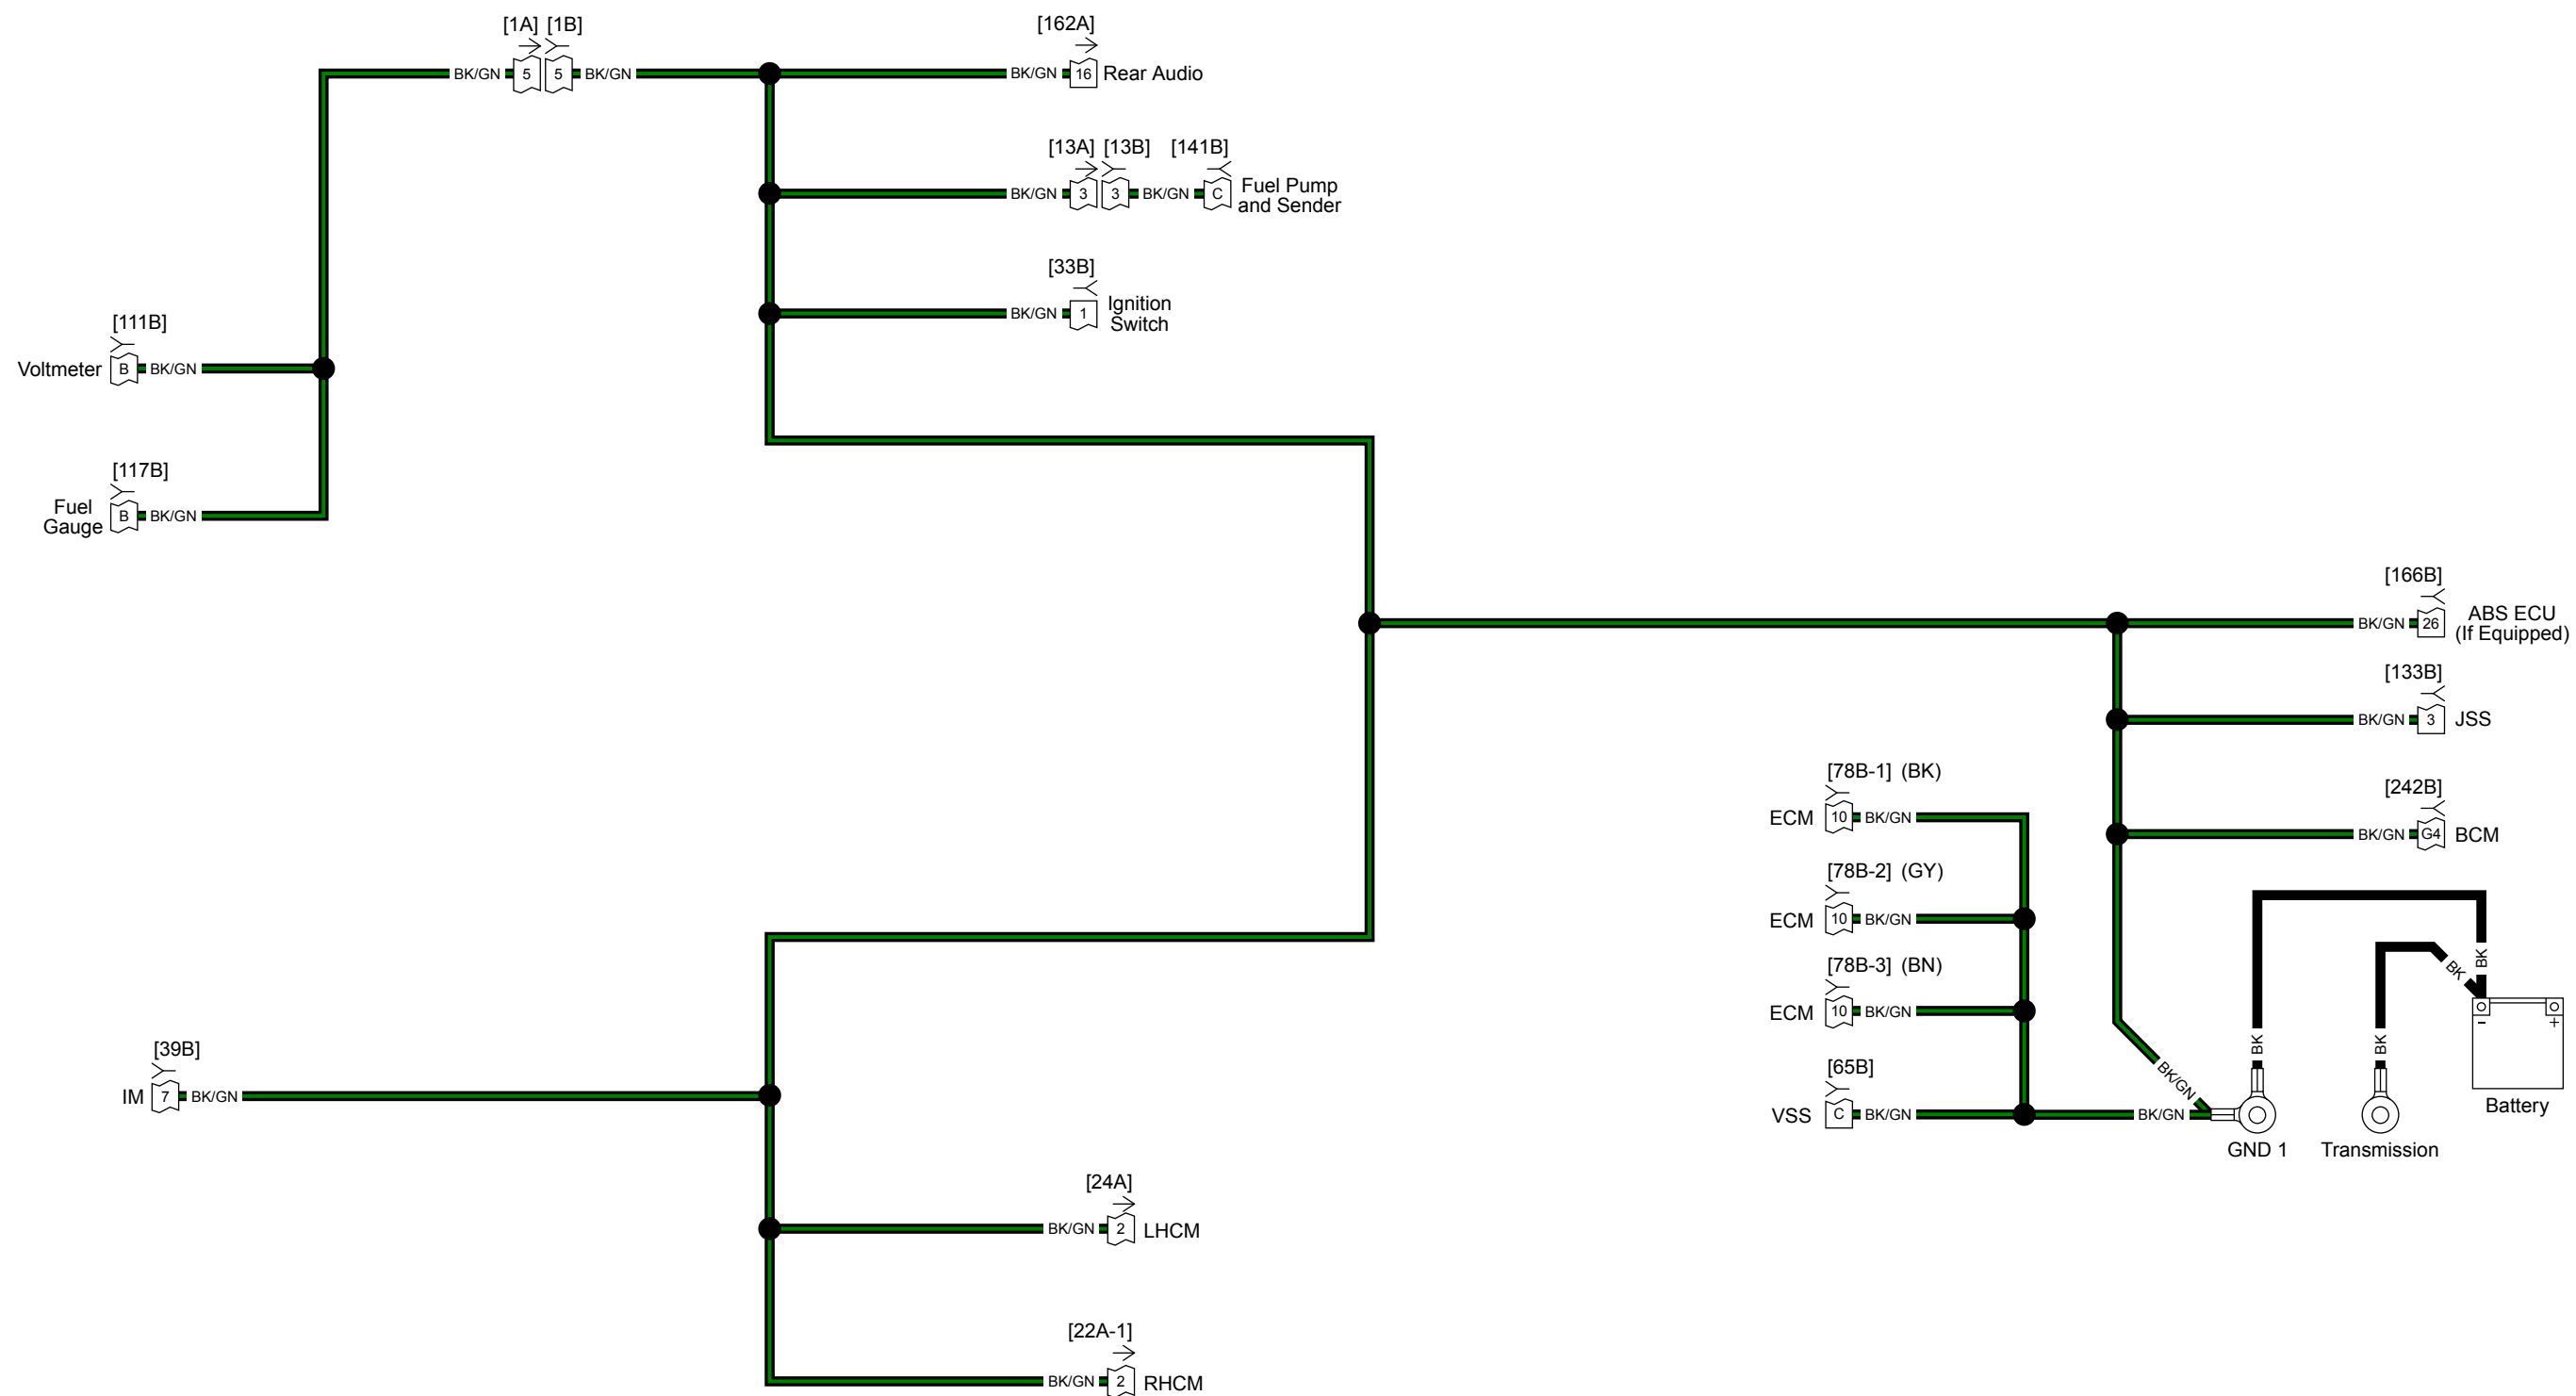 [1A] [1B]
BK/GN 5 5 BK/GN
[162A]
BK/GN 16 Rear Audio
[13A] [13B] [141B]
BK/GN 3 3 BK/GN C Fuel Pump
and Sender
[33B]
BK/GN 1 Ignition
Switch
[111B]
Voltmeter B BK/GN
[117B]
Fuel
Gauge B BK/GN
[166B]
BK/GN 26 ABS ECU
(If Equipped)
[133B]
BK/GN 3 JSS
[242B]
BK/GN G4 BCM
[78B-1] (BK)
ECM 10 BK/GN
[78B-2] (GY)
ECM 10 BK/GN
[78B-3] (BN)
ECM 10 BK/GN
[65B]
VSS C BK/GN
BK/GN
BK/GN
BK
BK
BK
BK
- +
Battery
GND 1
Transmission
[39B]
IM 7 BK/GN
[24A]
BK/GN 2 LHCM
[22A-1]
BK/GN 2 RHCM